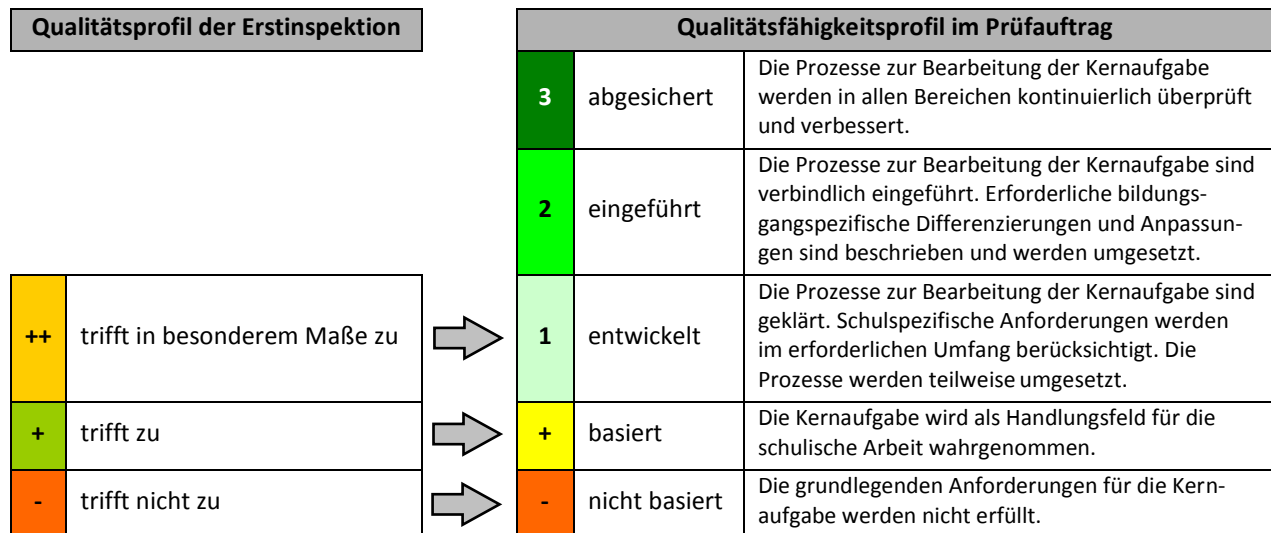 Qualitätsprofil der Erstinspektion
Qualitätsfähigkeitsprofil im Prüfauftrag
3
abgesichert
Die Prozesse zur Bearbeitung der Kernaufgabe
werden in allen Bereichen kontinuierlich überprüft
und verbessert.
2
eingeführt
Die Prozesse zur Bearbeitung der Kernaufgabe sind
verbindlich eingeführt. Erforderliche bildungs-
gangspezifische Differenzierungen und Anpassun-
gen sind beschrieben und werden umgesetzt.
++
trifft in besonderem Maße zu
1
entwickelt
Die Prozesse zur Bearbeitung der Kernaufgabe sind
geklärt. Schulspezifische Anforderungen werden
im erforderlichen Umfang berücksichtigt. Die
Prozesse werden teilweise umgesetzt.
+
trifft zu
+
basiert
Die Kernaufgabe wird als Handlungsfeld für die
schulische Arbeit wahrgenommen.
-
trifft nicht zu
-
nicht basiert
Die grundlegenden Anforderungen für die Kern-
aufgabe werden nicht erfüllt.